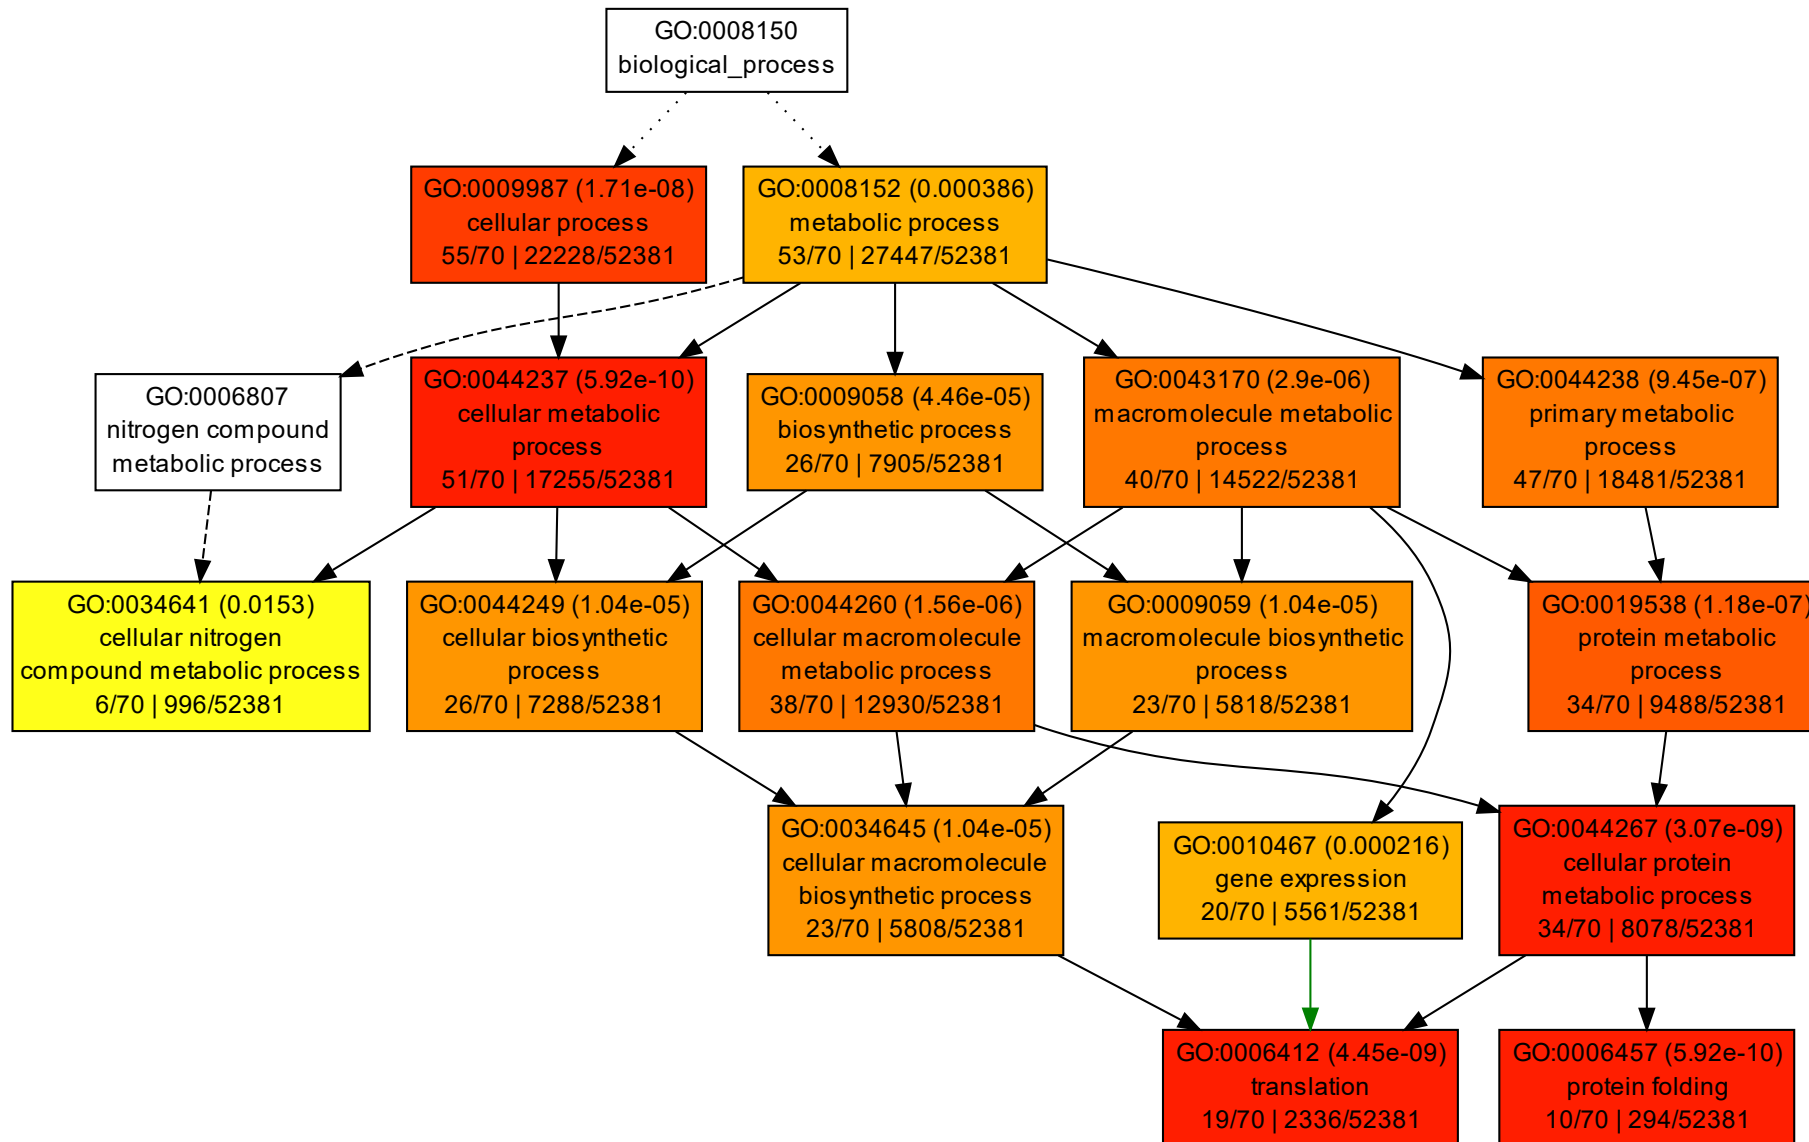 GO:0008150
biological_process
GO:0009987 (1.71e-08)
cellular process
55/70 | 22228/52381
GO:0008152 (0.000386)
metabolic process
53/70 | 27447/52381
GO:0006807
nitrogen compound
metabolic process
GO:0044237 (5.92e-10)
cellular metabolic
process
51/70 | 17255/52381
GO:0009058 (4.46e-05)
biosynthetic process
26/70 | 7905/52381
GO:0043170 (2.9e-06)
macromolecule metabolic
process
40/70 | 14522/52381
GO:0044238 (9.45e-07)
primary metabolic
process
47/70 | 18481/52381
GO:0034641 (0.0153)
cellular nitrogen
compound metabolic process
6/70 | 996/52381
GO:0044249 (1.04e-05)
cellular biosynthetic
process
26/70 | 7288/52381
GO:0044260 (1.56e-06)
cellular macromolecule
metabolic process
38/70 | 12930/52381
GO:0009059 (1.04e-05)
macromolecule biosynthetic
process
23/70 | 5818/52381
GO:0019538 (1.18e-07)
protein metabolic
process
34/70 | 9488/52381
GO:0034645 (1.04e-05)
cellular macromolecule
biosynthetic process
23/70 | 5808/52381
GO:0010467 (0.000216)
gene expression
20/70 | 5561/52381
GO:0044267 (3.07e-09)
cellular protein
metabolic process
34/70 | 8078/52381
GO:0006412 (4.45e-09)
translation
19/70 | 2336/52381
GO:0006457 (5.92e-10)
protein folding
10/70 | 294/52381